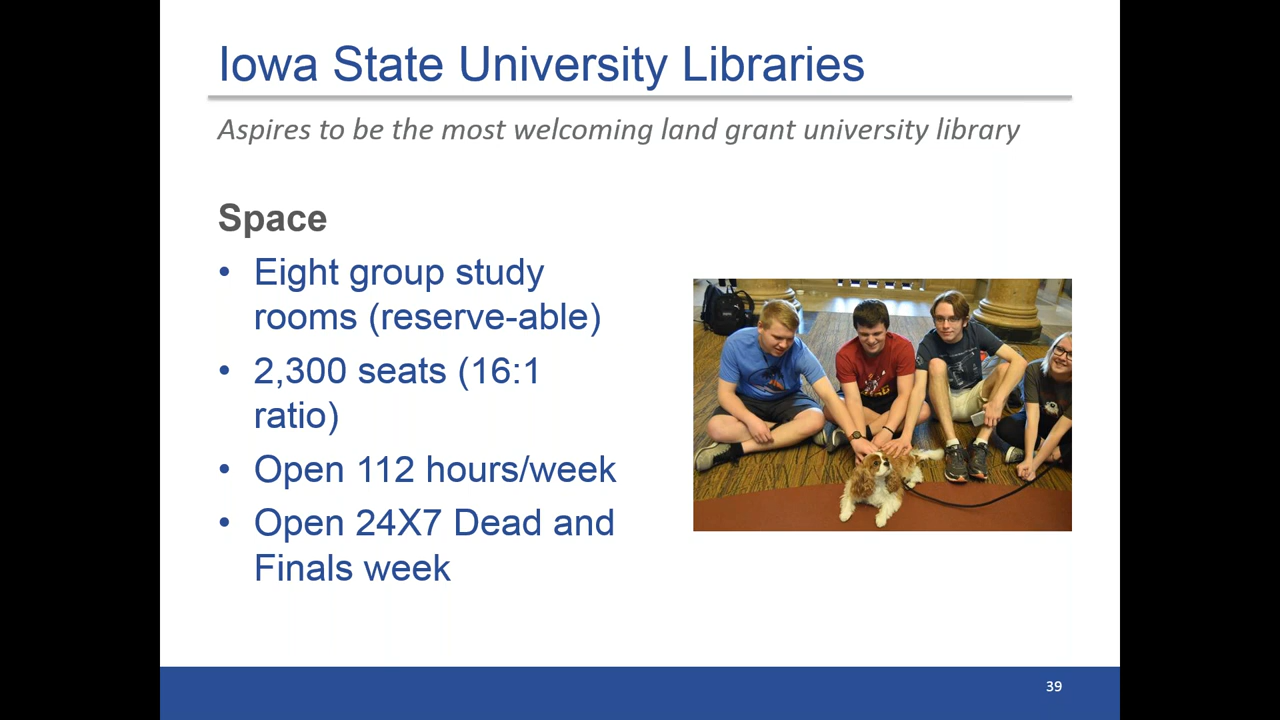 Iowa State University Libraries
Aspires to be the most welcoming land grant university library
Space
• Eight group study
rooms (reserve-able)
• 2,300 seats (16:1
ratio)
• Open 112 hours/week
• Open 24X7 Dead and
Finals week
39